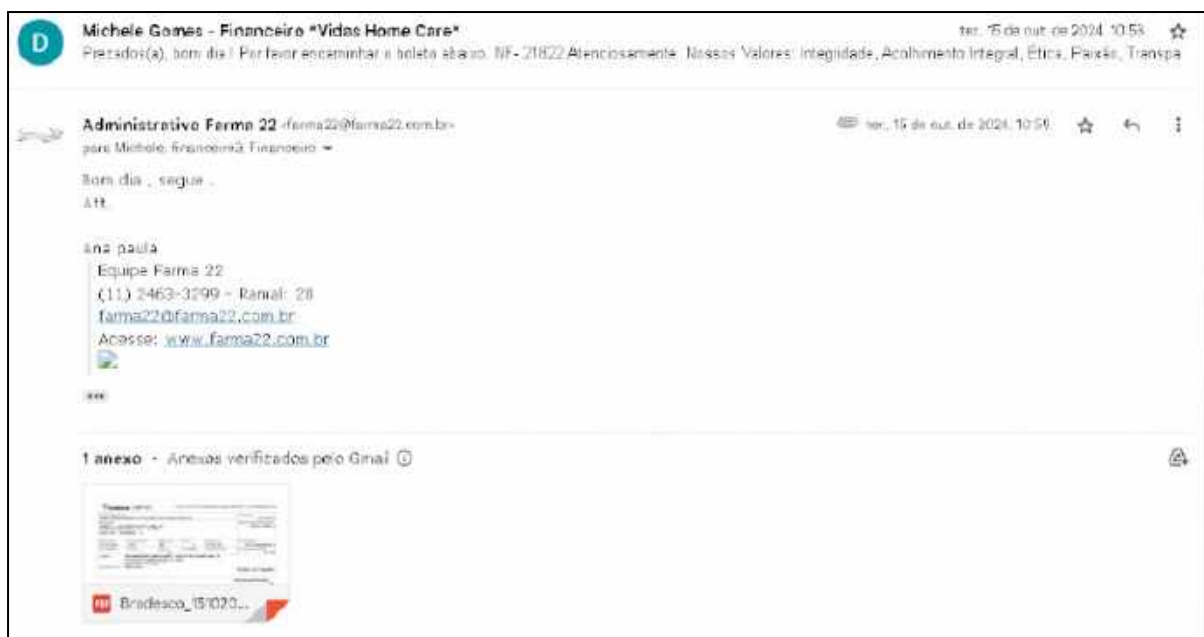 D
Michele Gomes - Financeiro *Vidas Home Care*
ter., 15 de out. de 2024, 10:53
Prezados(a), bom dia! Por favor encaminhar o boleto abaixo. NF- 21822 Atenciosamente. Nossos Valores: Integridade, Acolhimento Integral, Ética, Paixão, Transpa
Administrativo Farma 22 <farma22@farma22.com.br>
ter., 15 de out. de 2024, 10:59
para Michele, financeiro3, Financeiro
Bom dia , segue .
Att.
Ana paula
Equipe Farma 22
(11) 2463-3299 - Ramal: 28
farma22@farma22.com.br
Acesse: www.farma22.com.br
1 anexo • Anexos verificados pelo Gmail
PDF
Bradesco_151020...